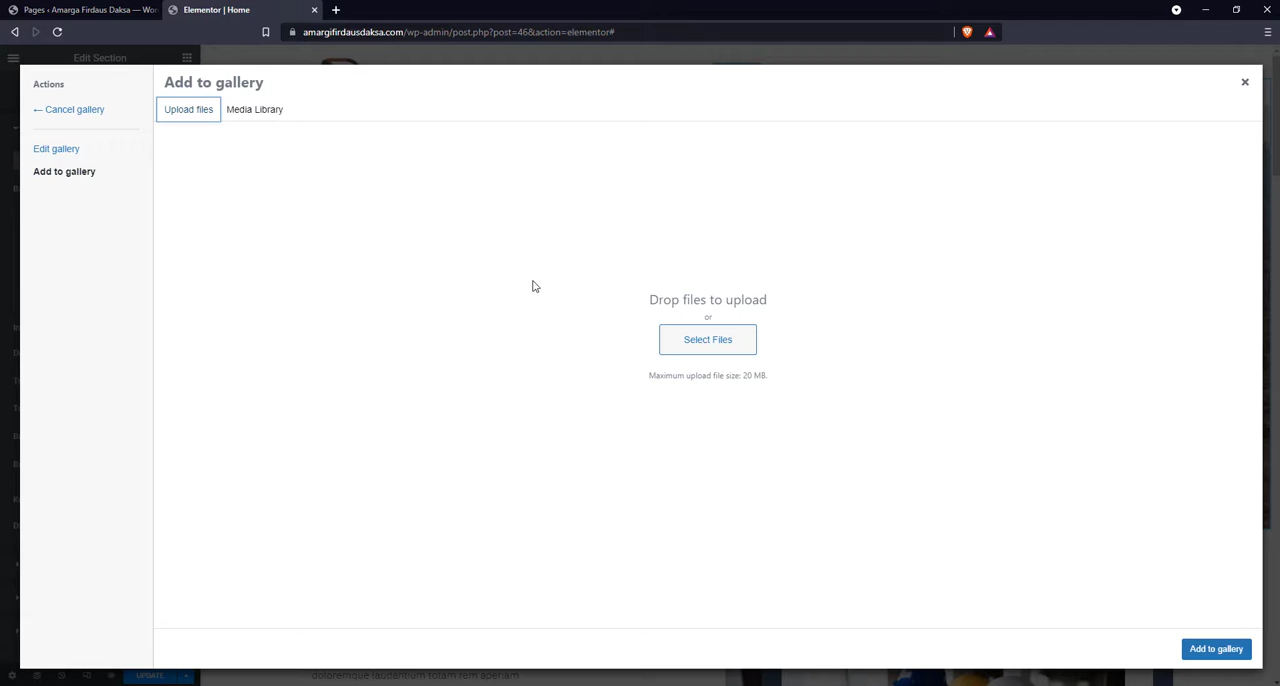 Pages ‹ Amarga Firdaus Daksa — Wor
Elementor | Home
amargifirdausdaksa.com/wp-admin/post.php?post=46&action=elementor#
Edit Section
Actions
← Cancel gallery
Edit gallery
Add to gallery
Add to gallery
Upload files
Media Library
Drop files to upload
or
Select Files
Maximum upload file size: 20 MB.
Add to gallery
UPDATE
doloremque laudantium totam rem aperiam